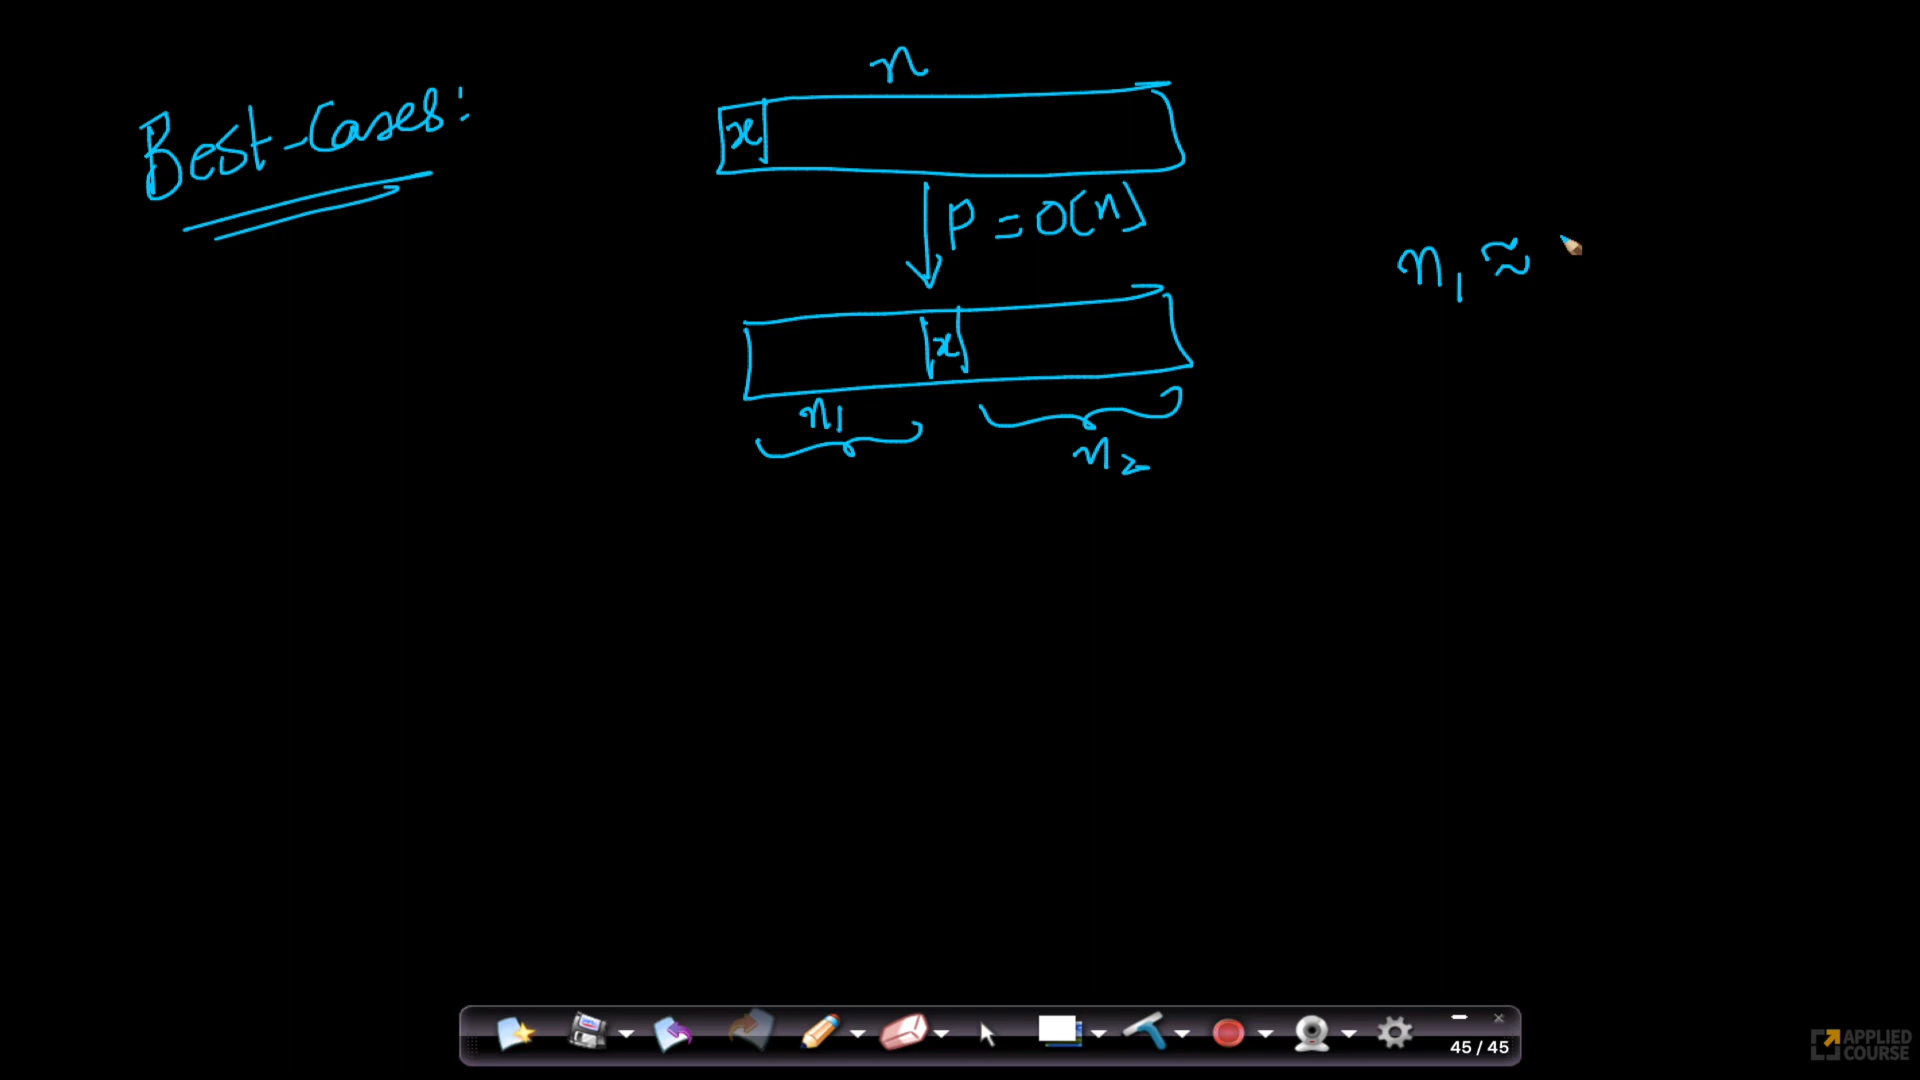 Best-Cases:
n
x
P = O(n)
n₁ ≈
x
n₁
n₂
45 / 45
APPLIED
COURSE